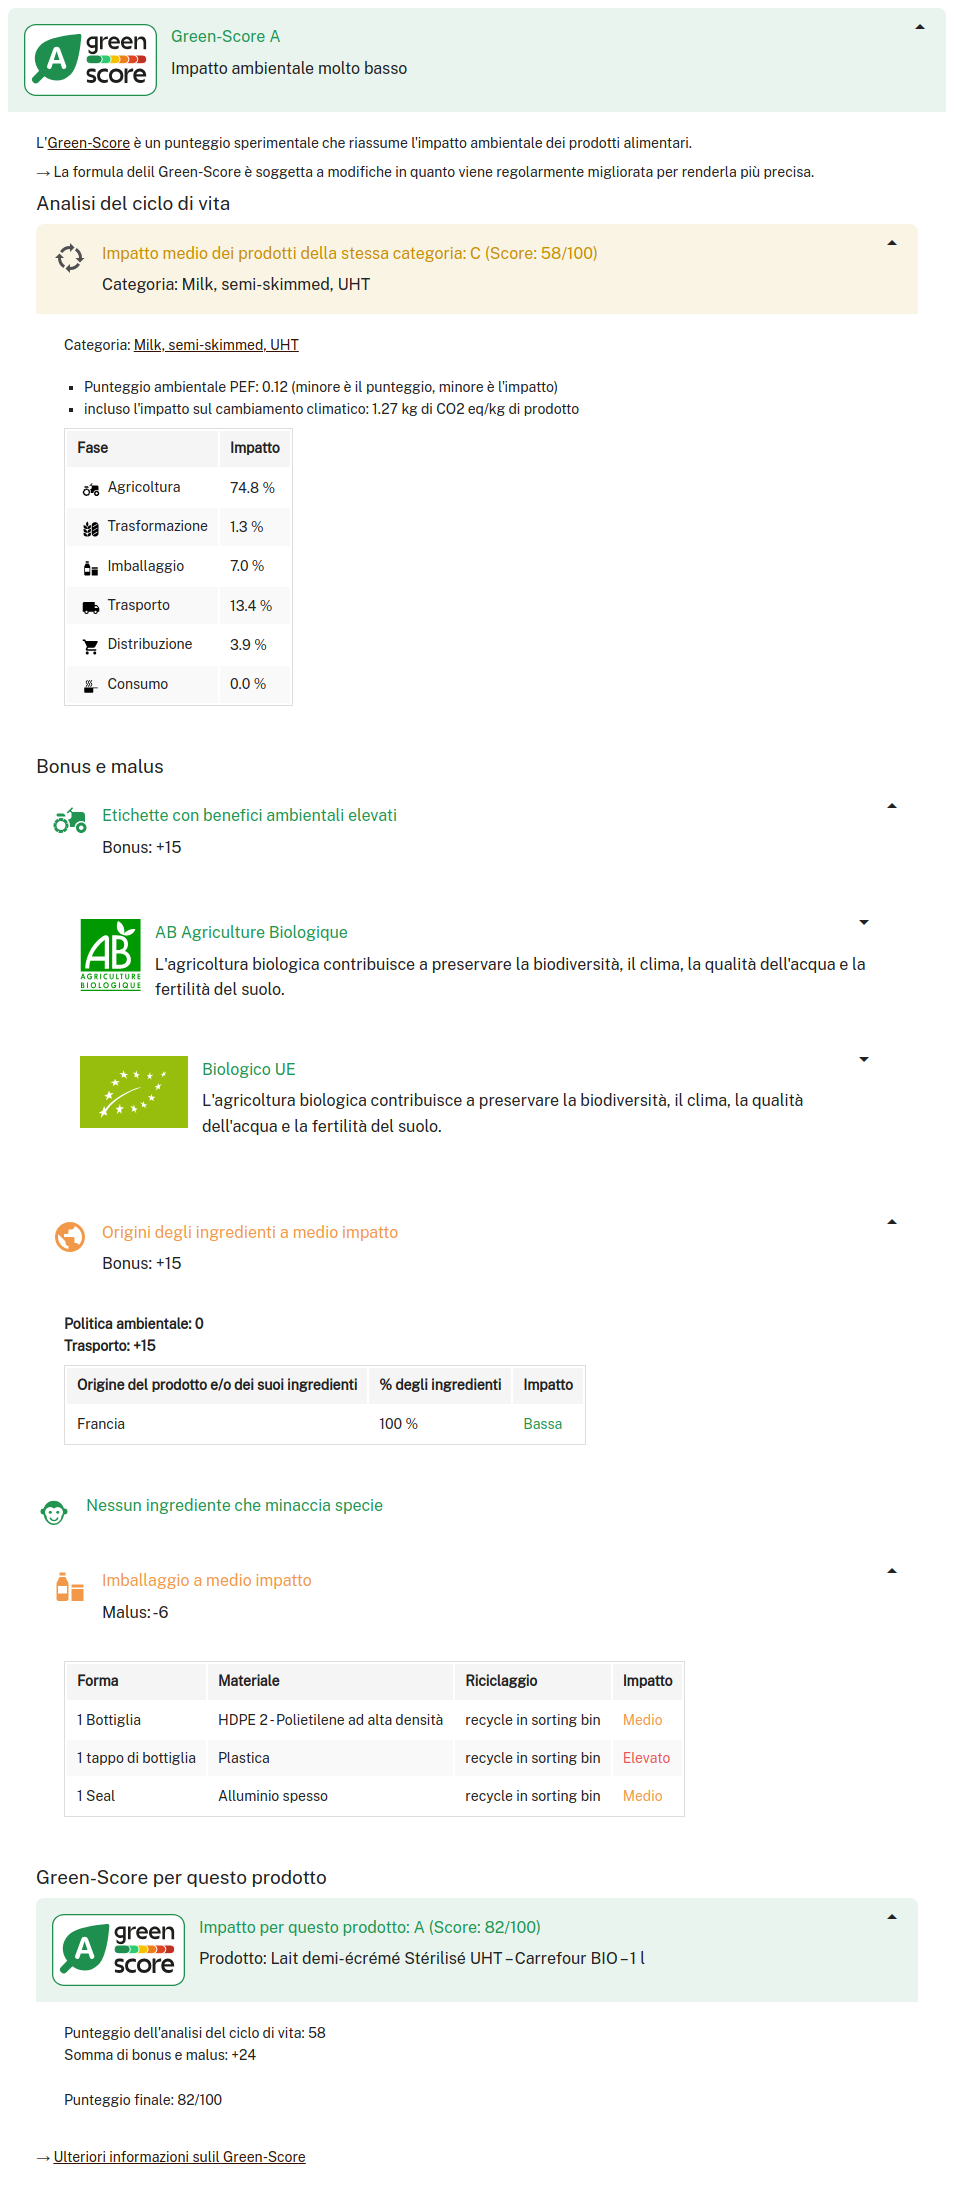 A green score
Green-Score A
Impatto ambientale molto basso
L'Green-Score è un punteggio sperimentale che riassume l'impatto ambientale dei prodotti alimentari.
→ La formula delil Green-Score è soggetta a modifiche in quanto viene regolarmente migliorata per renderla più precisa.
Analisi del ciclo di vita
Impatto medio dei prodotti della stessa categoria: C (Score: 58/100)
Categoria: Milk, semi-skimmed, UHT
Categoria: Milk, semi-skimmed, UHT
Punteggio ambientale PEF: 0.12 (minore è il punteggio, minore è l'impatto)
incluso l'impatto sul cambiamento climatico: 1.27 kg di CO2 eq/kg di prodotto
Fase Impatto
Agricoltura 74.8 %
Trasformazione 1.3 %
Imballaggio 7.0 %
Trasporto 13.4 %
Distribuzione 3.9 %
Consumo 0.0 %
Bonus e malus
Etichette con benefici ambientali elevati
Bonus: +15
AB
AGRICULTURE
BIOLOGIQUE
AB Agriculture Biologique
L'agricoltura biologica contribuisce a preservare la biodiversità, il clima, la qualità dell'acqua e la
fertilità del suolo.
Biologico UE
L'agricoltura biologica contribuisce a preservare la biodiversità, il clima, la qualità
dell'acqua e la fertilità del suolo.
Origini degli ingredienti a medio impatto
Bonus: +15
Politica ambientale: 0
Trasporto: +15
Origine del prodotto e/o dei suoi ingredienti % degli ingredienti Impatto
Francia 100 % Bassa
Nessun ingrediente che minaccia specie
Imballaggio a medio impatto
Malus: -6
Forma Materiale Riciclaggio Impatto
1 Bottiglia HDPE 2 - Polietilene ad alta densità recycle in sorting bin Medio
1 tappo di bottiglia Plastica recycle in sorting bin Elevato
1 Seal Alluminio spesso recycle in sorting bin Medio
Green-Score per questo prodotto
A green score
Impatto per questo prodotto: A (Score: 82/100)
Prodotto: Lait demi-écrémé Stérilisé UHT – Carrefour BIO – 1 l
Punteggio dell'analisi del ciclo di vita: 58
Somma di bonus e malus: +24
Punteggio finale: 82/100
→ Ulteriori informazioni sulil Green-Score